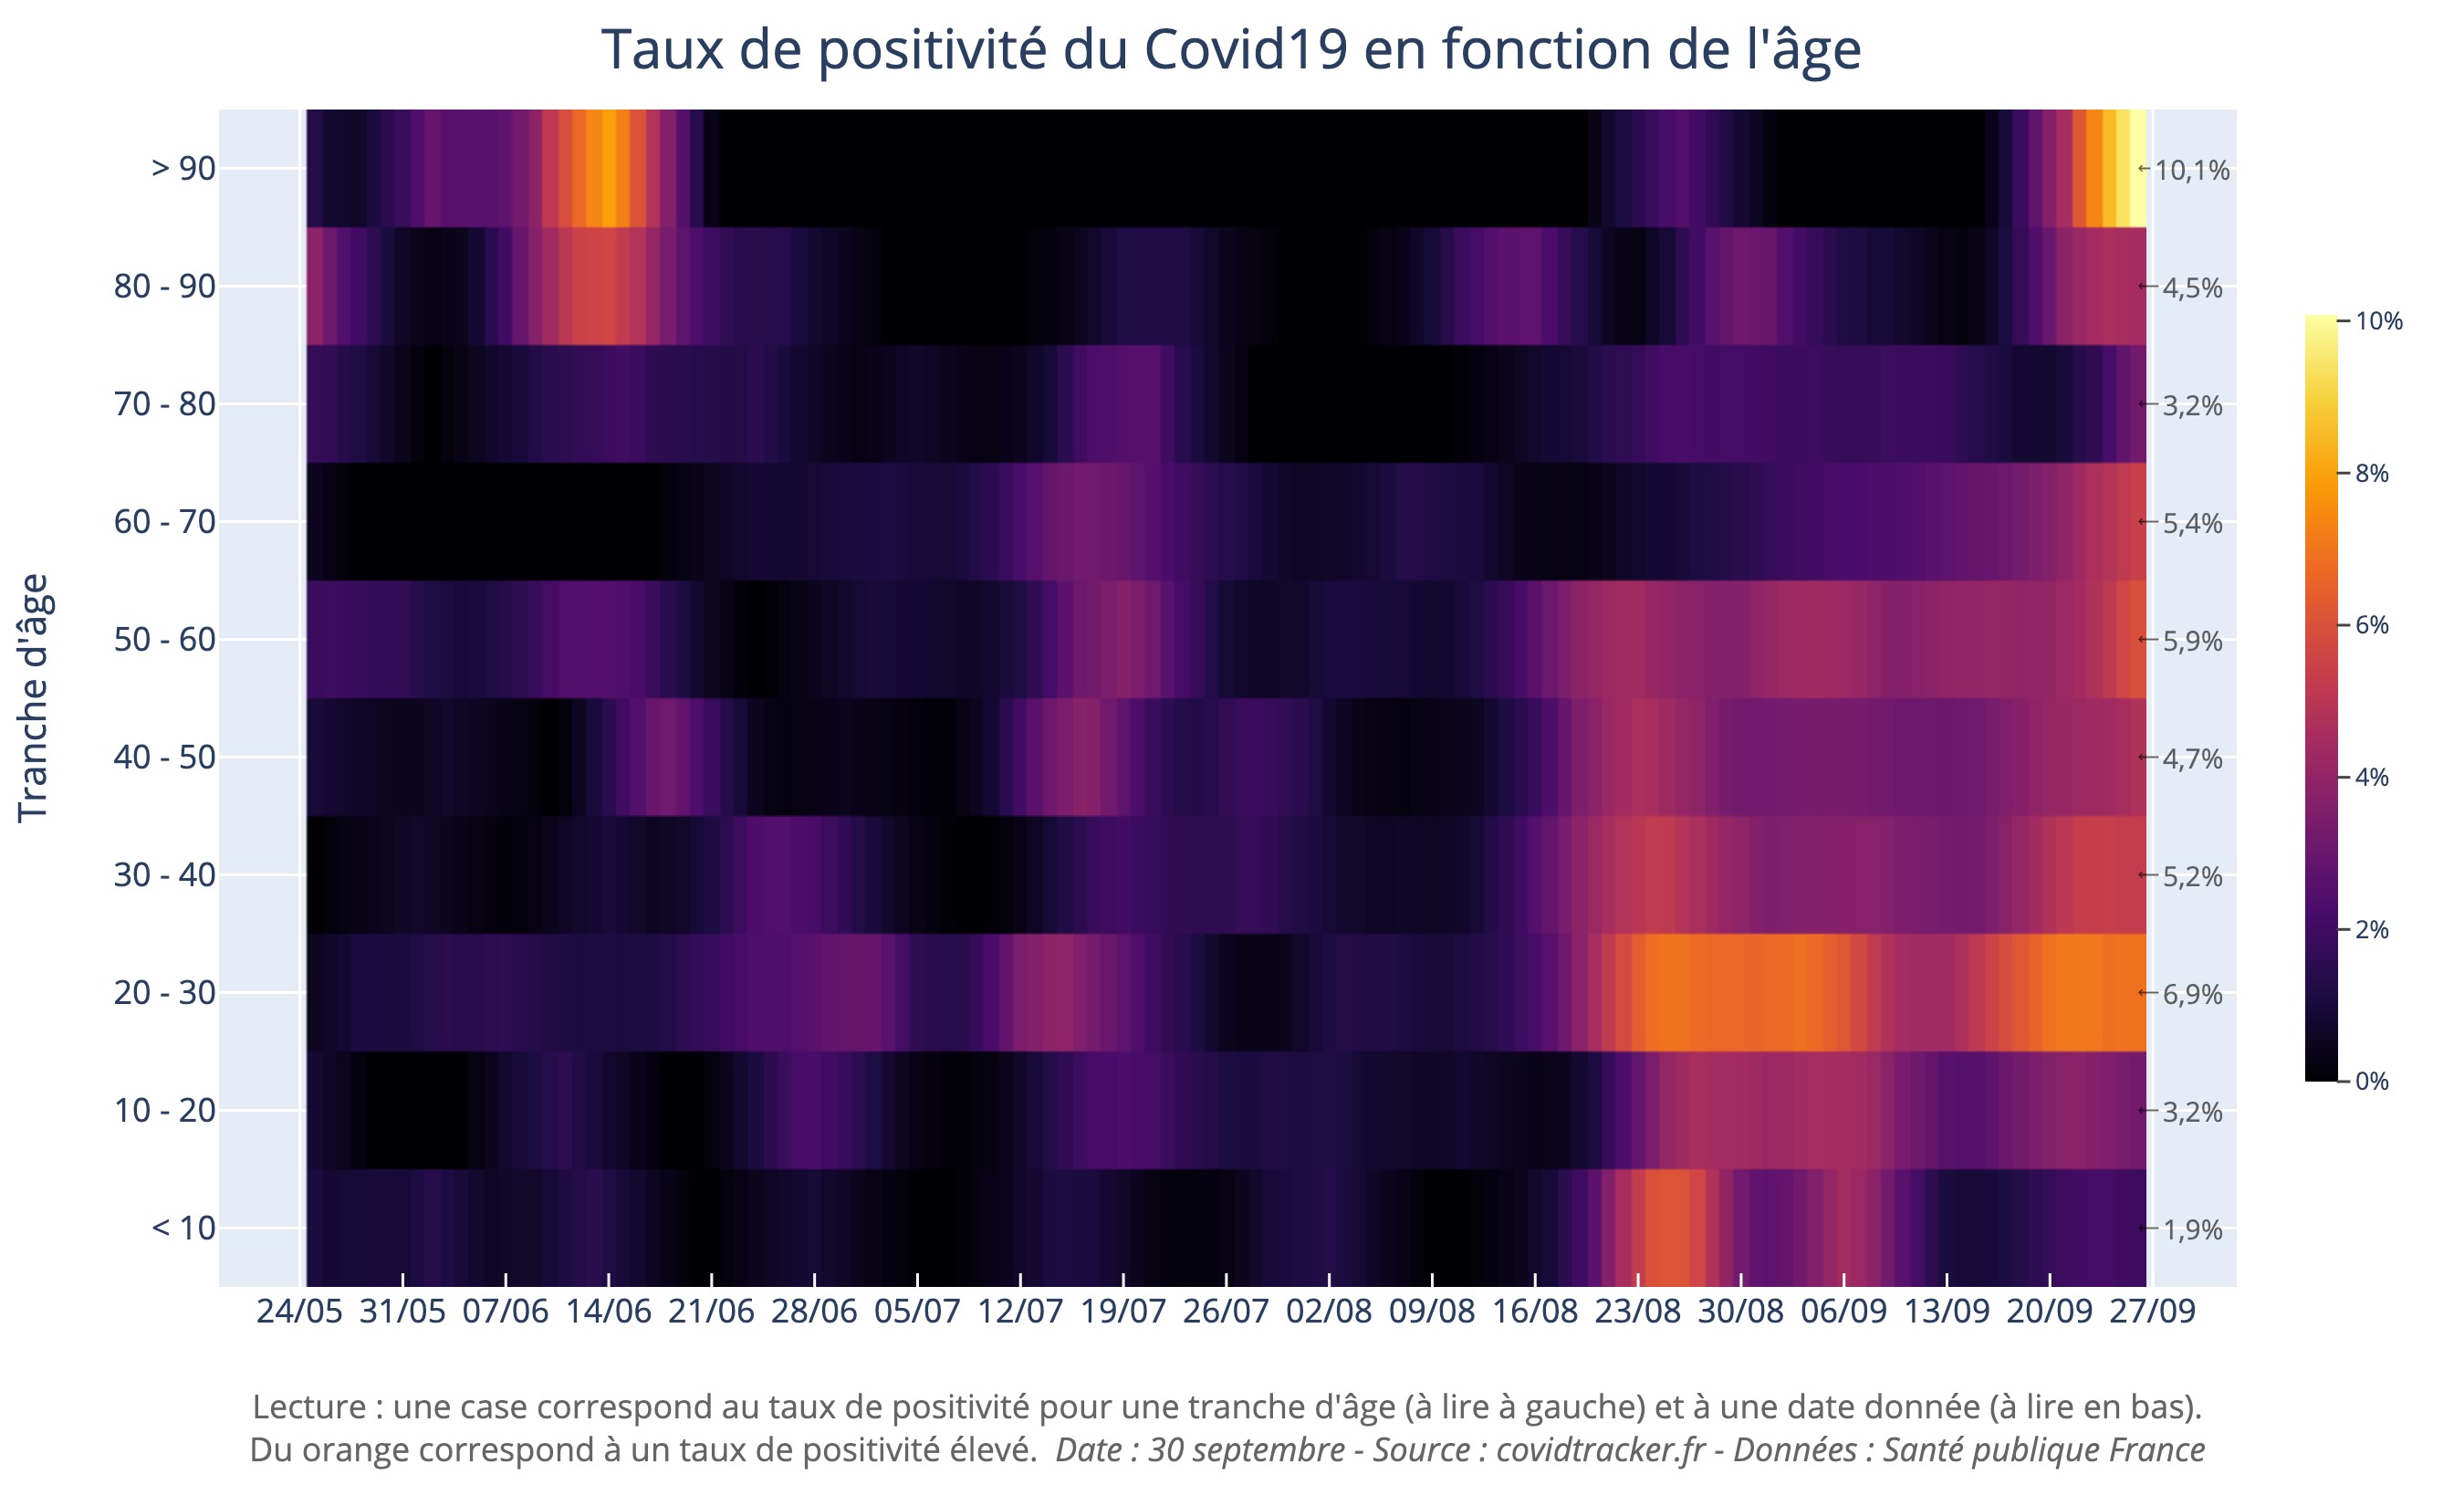 Taux de positivité du Covid19 en fonction de l'âge
Tranche d'âge
> 90
80 - 90
70 - 80
60 - 70
50 - 60
40 - 50
30 - 40
20 - 30
10 - 20
< 10
←10,1%
←4,5%
←3,2%
←5,4%
←5,9%
←4,7%
←5,2%
←6,9%
←3,2%
←1,9%
10%
8%
6%
4%
2%
0%
24/05 31/05 07/06 14/06 21/06 28/06 05/07 12/07 19/07 26/07 02/08 09/08 16/08 23/08 30/08 06/09 13/09 20/09 27/09
Lecture : une case correspond au taux de positivité pour une tranche d'âge (à lire à gauche) et à une date donnée (à lire en bas).
Du orange correspond à un taux de positivité élevé. Date : 30 septembre - Source : covidtracker.fr - Données : Santé publique France